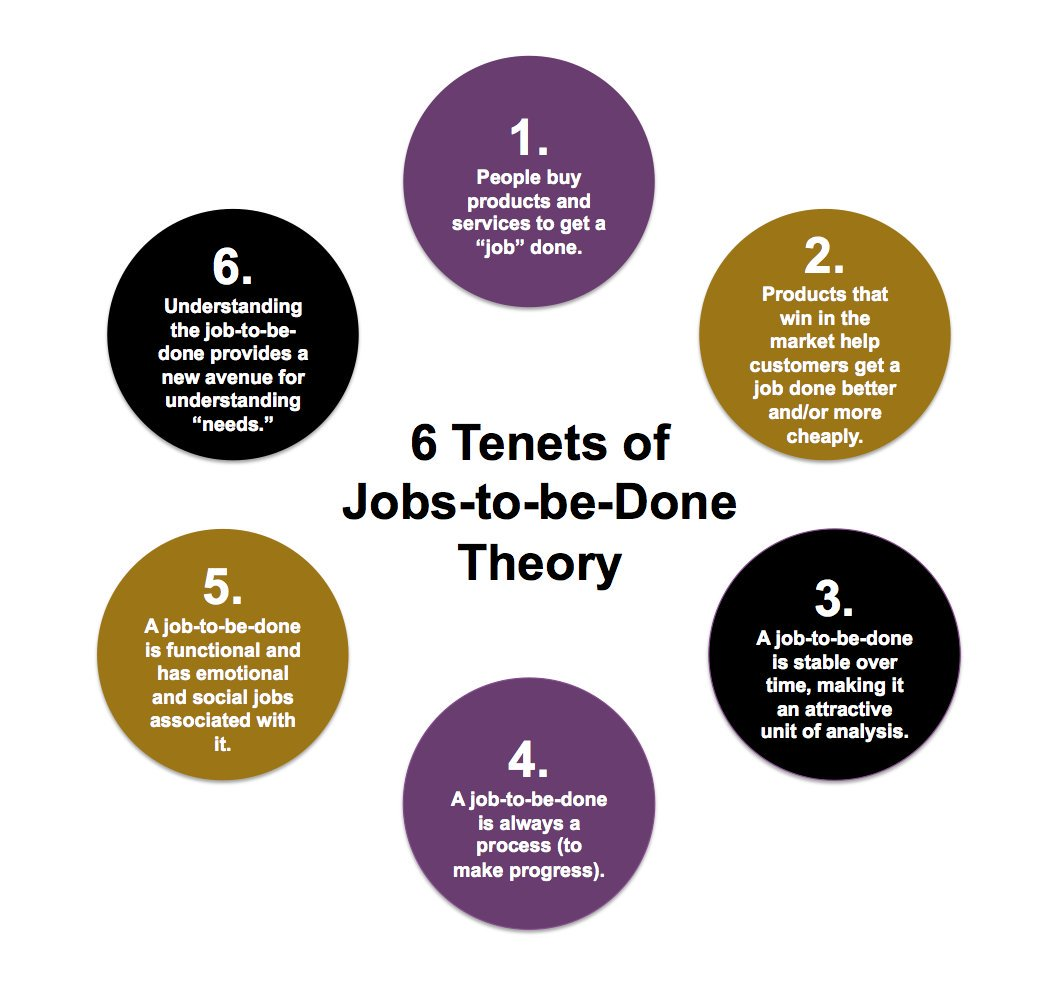 1.
People buy
products and
services to get a
“job” done.
2.
Products that
win in the
market help
customers get a
job done better
and/or more
cheaply.
3.
A job-to-be-done
is stable over
time, making it
an attractive
unit of analysis.
4.
A job-to-be-done
is always a
process (to
make progress).
5.
A job-to-be-done
is functional and
has emotional
and social jobs
associated with
it.
6.
Understanding
the job-to-be-
done provides a
new avenue for
understanding
“needs.”
6 Tenets of
Jobs-to-be-Done
Theory